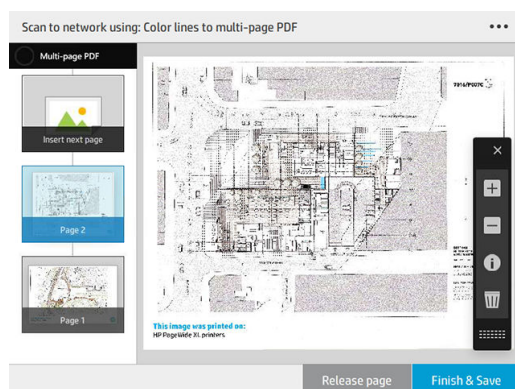 Scan to network using: Color lines to multi-page PDF
Multi-page PDF
Insert next page
Page 2
Page 1
This image was printed on:
HP PageWide XL printers
Release page
Finish & Save